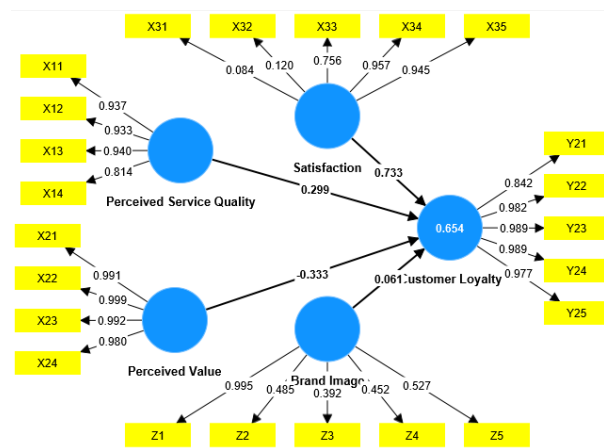 X31
X32
X33
X34
X35
0.084
0.120
0.756
0.957
0.945
X11
X12
X13
X14
0.937
0.933
0.940
0.814
Satisfaction
Perceived Service Quality
0.733
0.299
Y21
Y22
Y23
Y24
Y25
0.842
0.982
0.989
0.989
0.977
0.654
Customer Loyalty
X21
X22
X23
X24
0.991
0.999
0.992
0.980
-0.333
0.061
Perceived Value
Brand Image
0.995
0.485
0.392
0.452
0.527
Z1
Z2
Z3
Z4
Z5